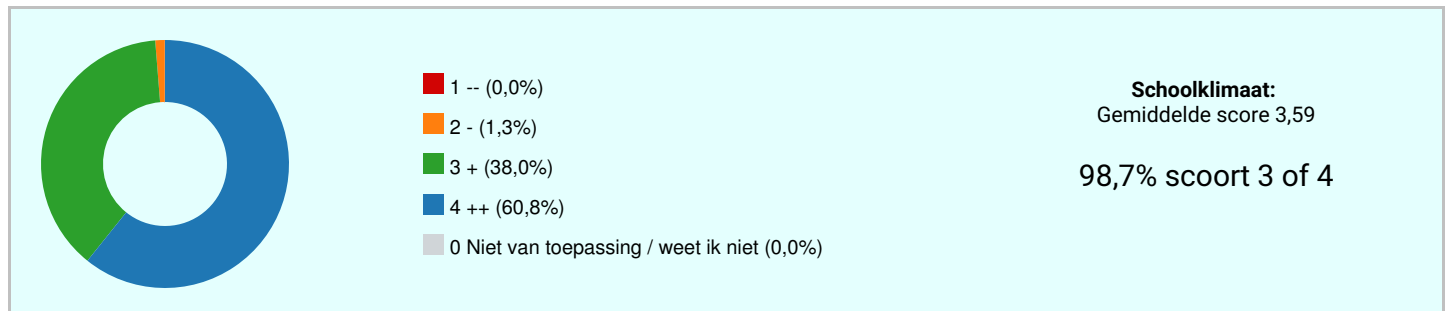 1 -- (0,0%)
2 - (1,3%)
3 + (38,0%)
4 ++ (60,8%)
0 Niet van toepassing / weet ik niet (0,0%)
Schoolklimaat:
Gemiddelde score 3,59
98,7% scoort 3 of 4